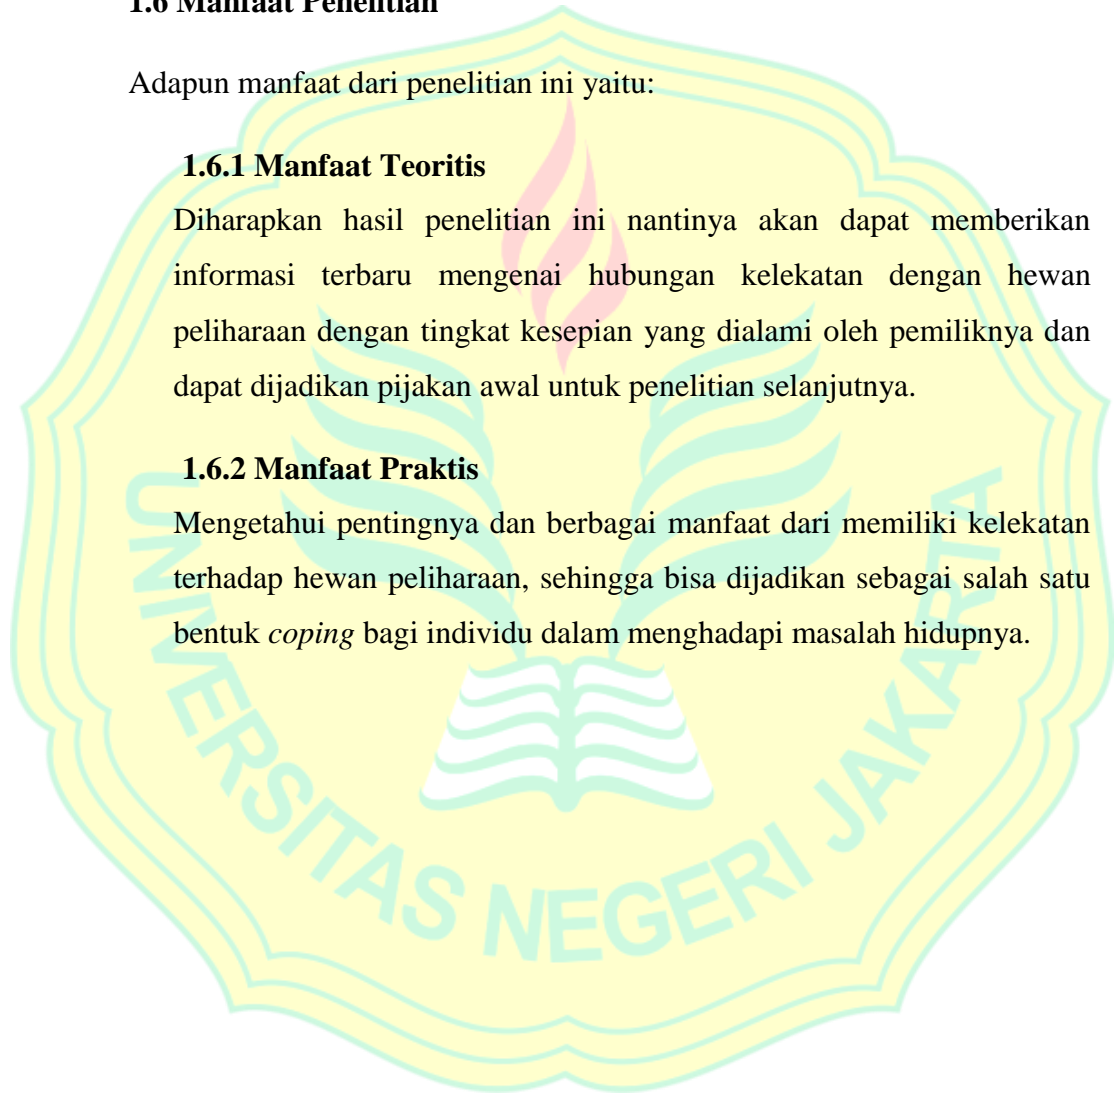 1.6 Manfaat Penelitian
Adapun manfaat dari penelitian ini yaitu:
1.6.1 Manfaat Teoritis
Diharapkan hasil penelitian ini nantinya akan dapat memberikan
informasi terbaru mengenai hubungan kelekatan dengan hewan
peliharaan dengan tingkat kesepian yang dialami oleh pemiliknya dan
dapat dijadikan pijakan awal untuk penelitian selanjutnya.
1.6.2 Manfaat Praktis
Mengetahui pentingnya dan berbagai manfaat dari memiliki kelekatan
terhadap hewan peliharaan, sehingga bisa dijadikan sebagai salah satu
bentuk coping bagi individu dalam menghadapi masalah hidupnya.
UNIVERSITAS NEGERI JAKARTA